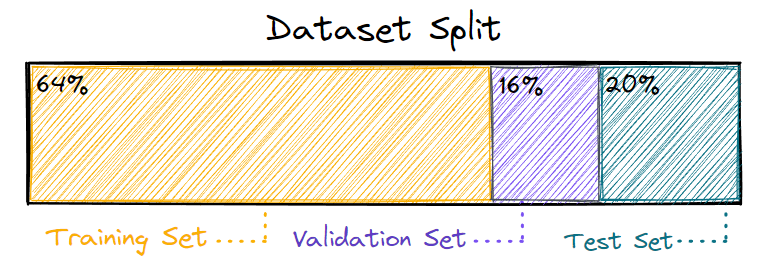 Dataset Split
64% 16% 20%
Training Set Validation Set Test Set